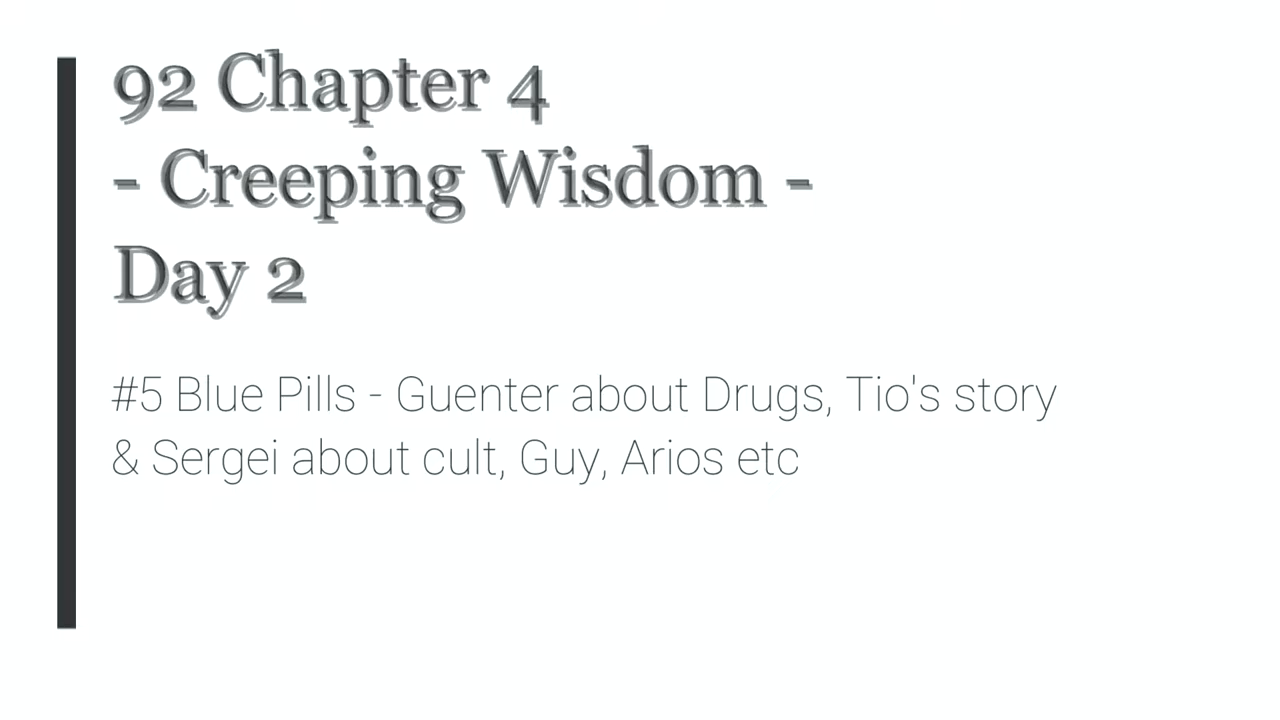 92 Chapter 4
- Creeping Wisdom -
Day 2
#5 Blue Pills - Guenter about Drugs, Tio's story
& Sergei about cult, Guy, Arios etc